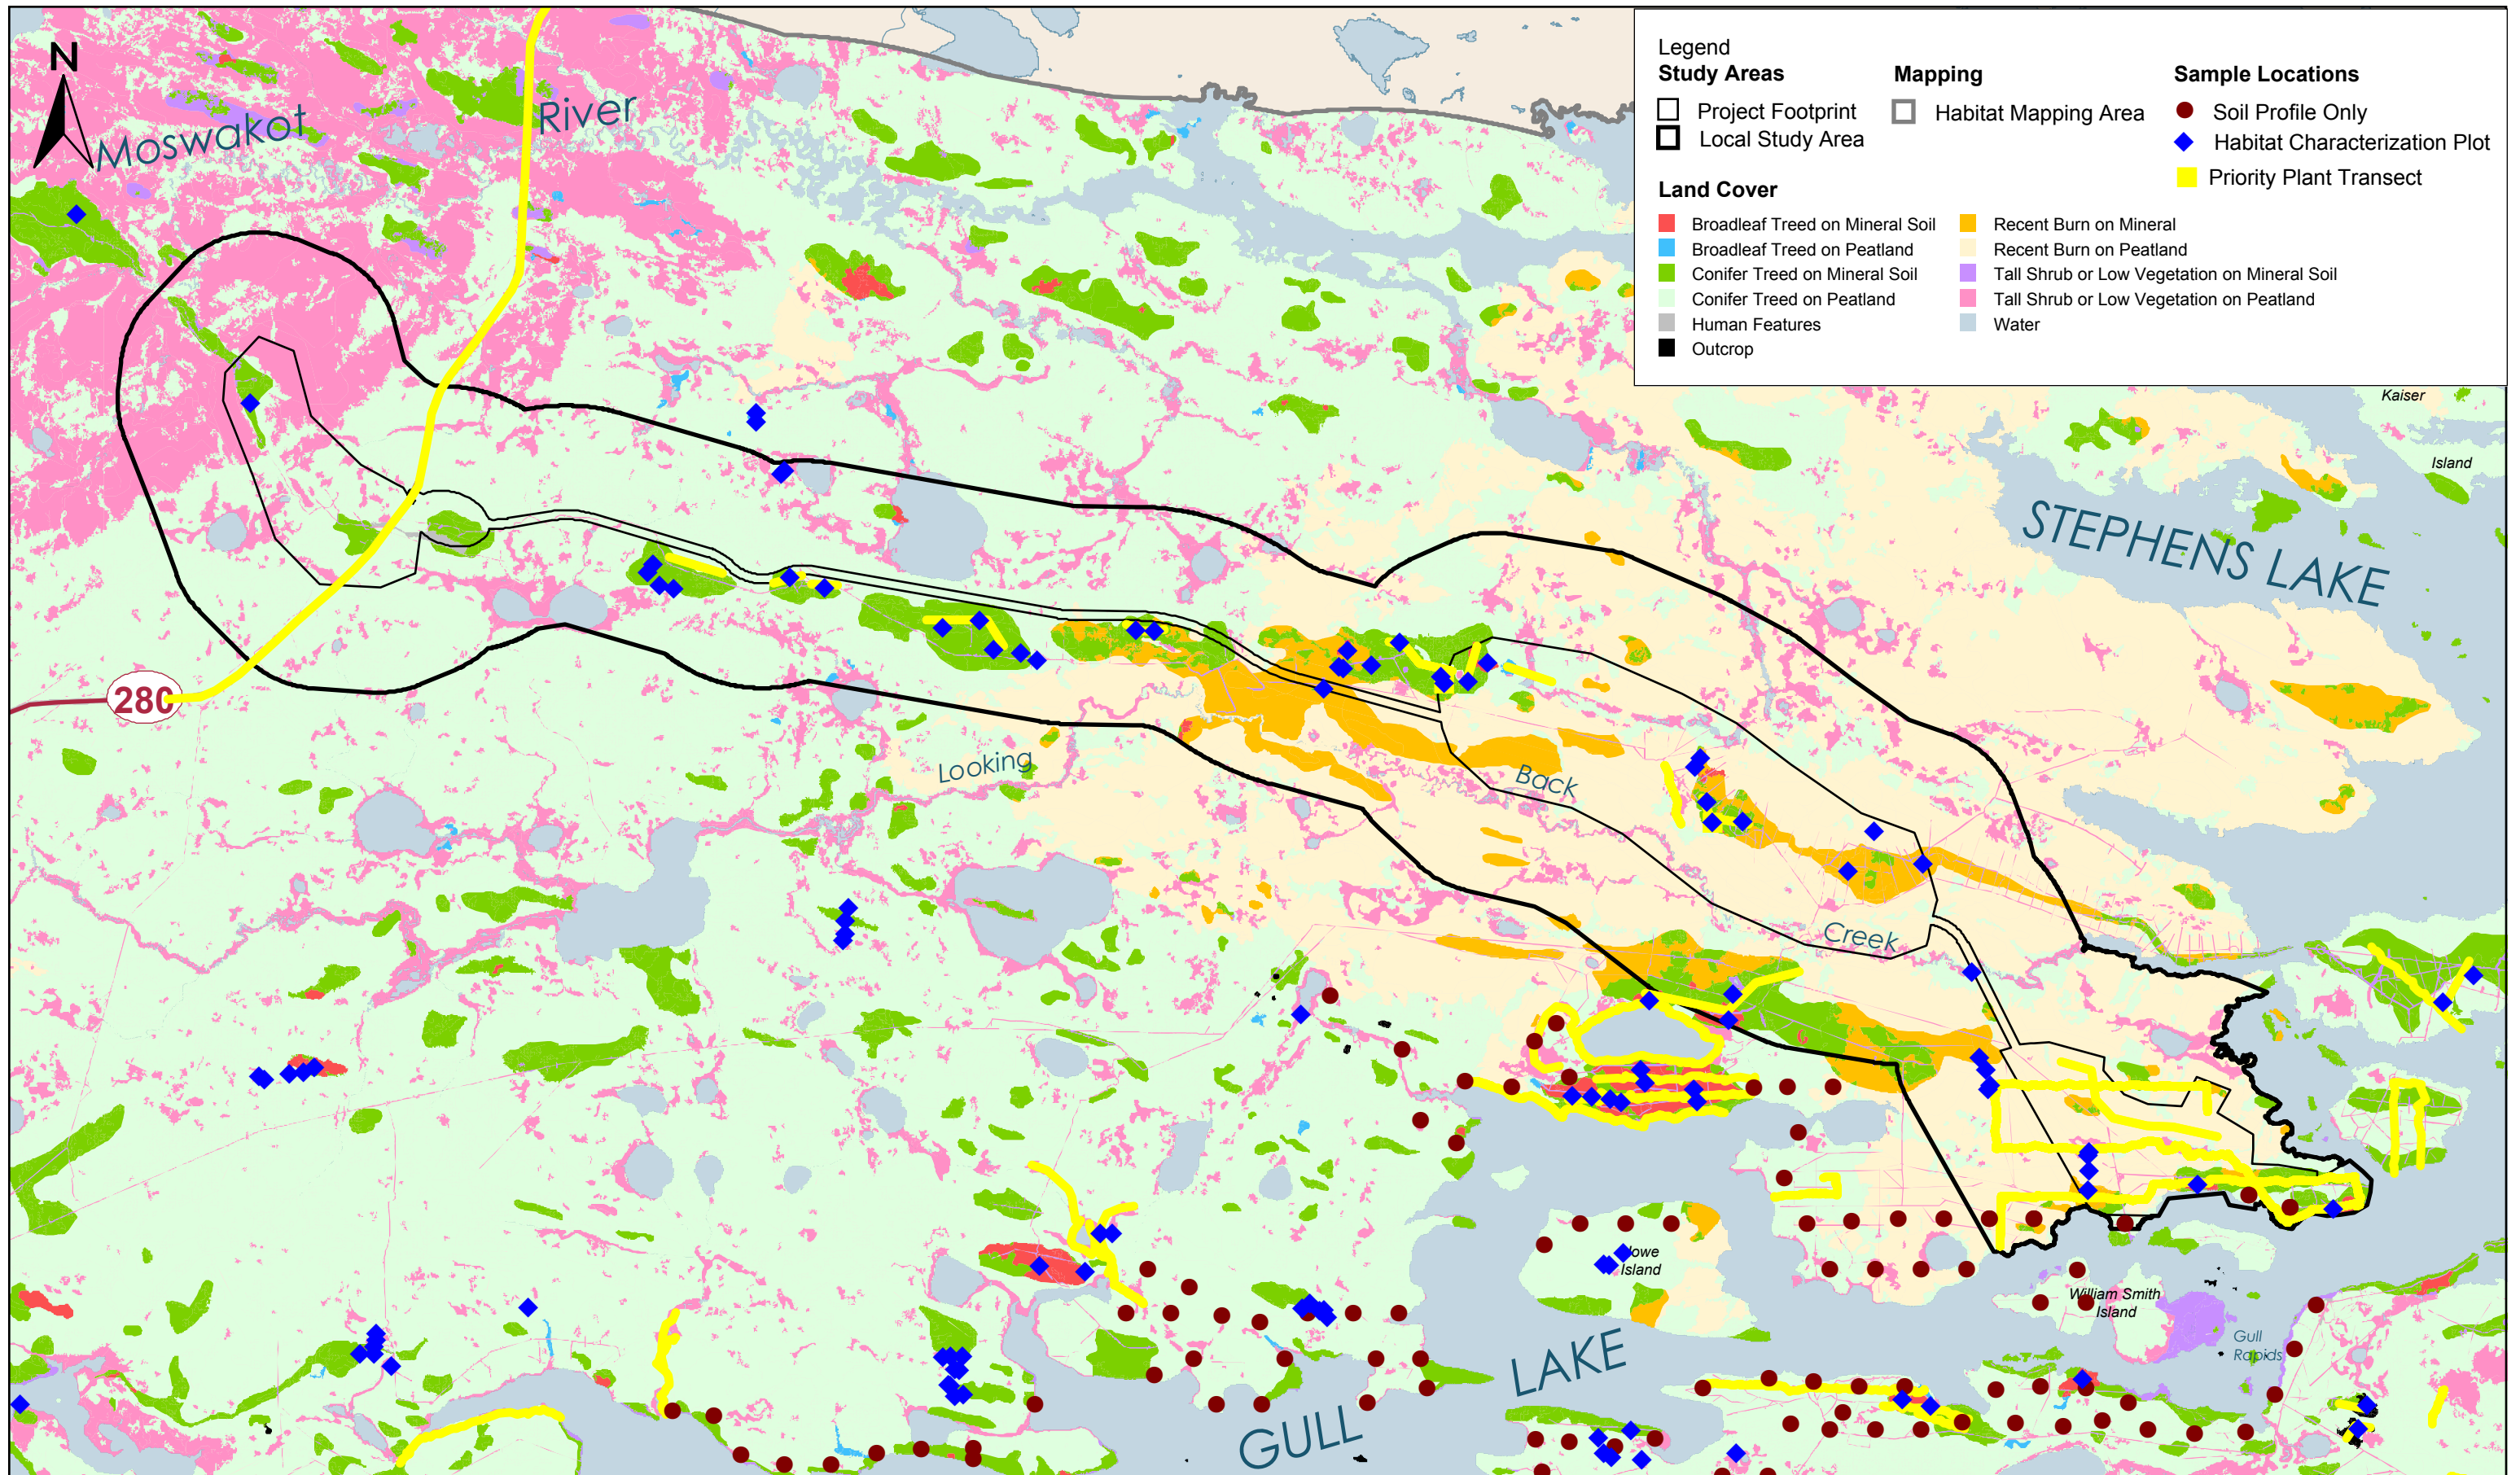 N
Moswakot
River
Legend
Study Areas
Project Footprint
Local Study Area
Mapping
Habitat Mapping Area
Sample Locations
Soil Profile Only
Habitat Characterization Plot
Priority Plant Transect
Land Cover
Broadleaf Treed on Mineral Soil
Broadleaf Treed on Peatland
Conifer Treed on Mineral Soil
Conifer Treed on Peatland
Human Features
Outcrop
Recent Burn on Mineral
Recent Burn on Peatland
Tall Shrub or Low Vegetation on Mineral Soil
Tall Shrub or Low Vegetation on Peatland
Water
Kaiser
Island
STEPHENS LAKE
280
Looking
Back
Creek
Island
William Smith
Island
Gull
Rapids
LAKE
GULL